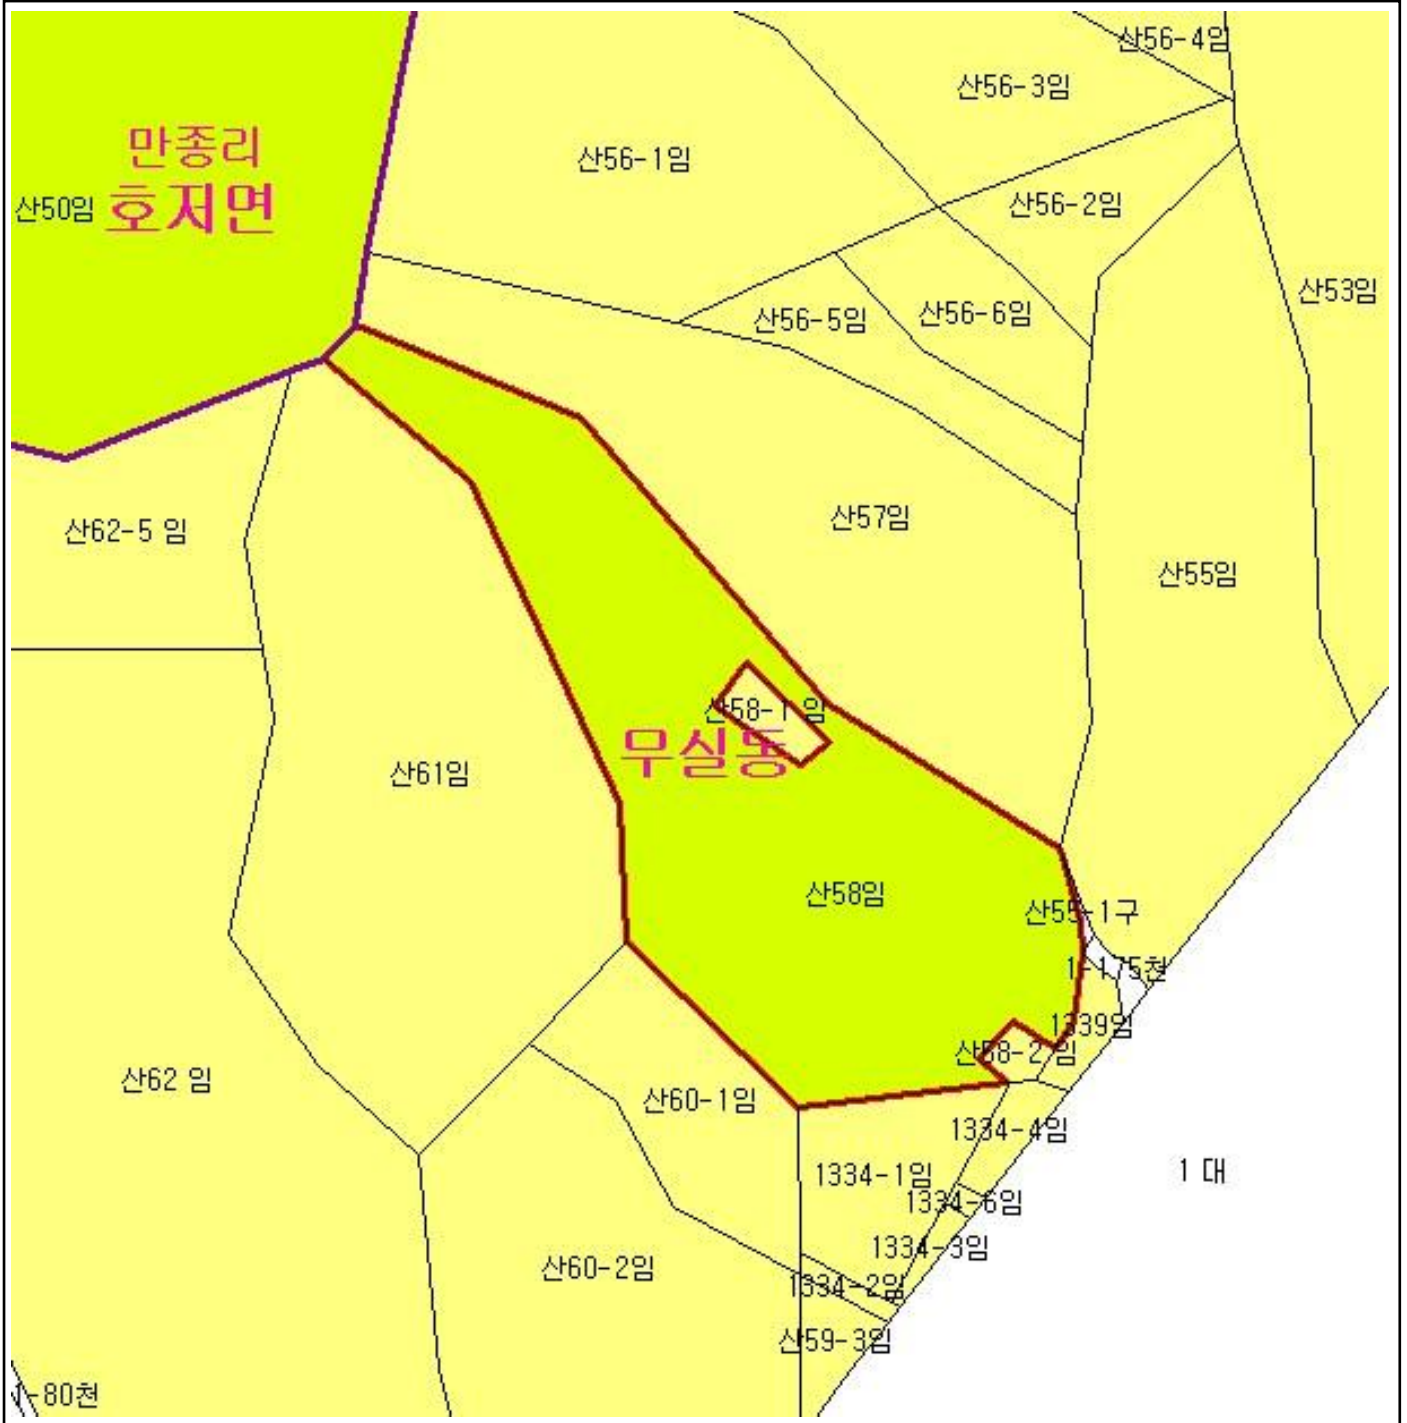 산56-4임
산56-3임
만종리
산56-1임
산50임
호저면
산56-2임
산53임
산56-5임
산56-6임
산57임
산62-5 임
산55임
산58-1 임
무실동
산61임
산58임
산55-1구
1-175천
1339임
산58-2 임
산62 임
산60-1임
1334-4임
1 대
1334-1임
1334-6임
1334-3임
산60-2임
1334-2임
산59-3임
1-80천